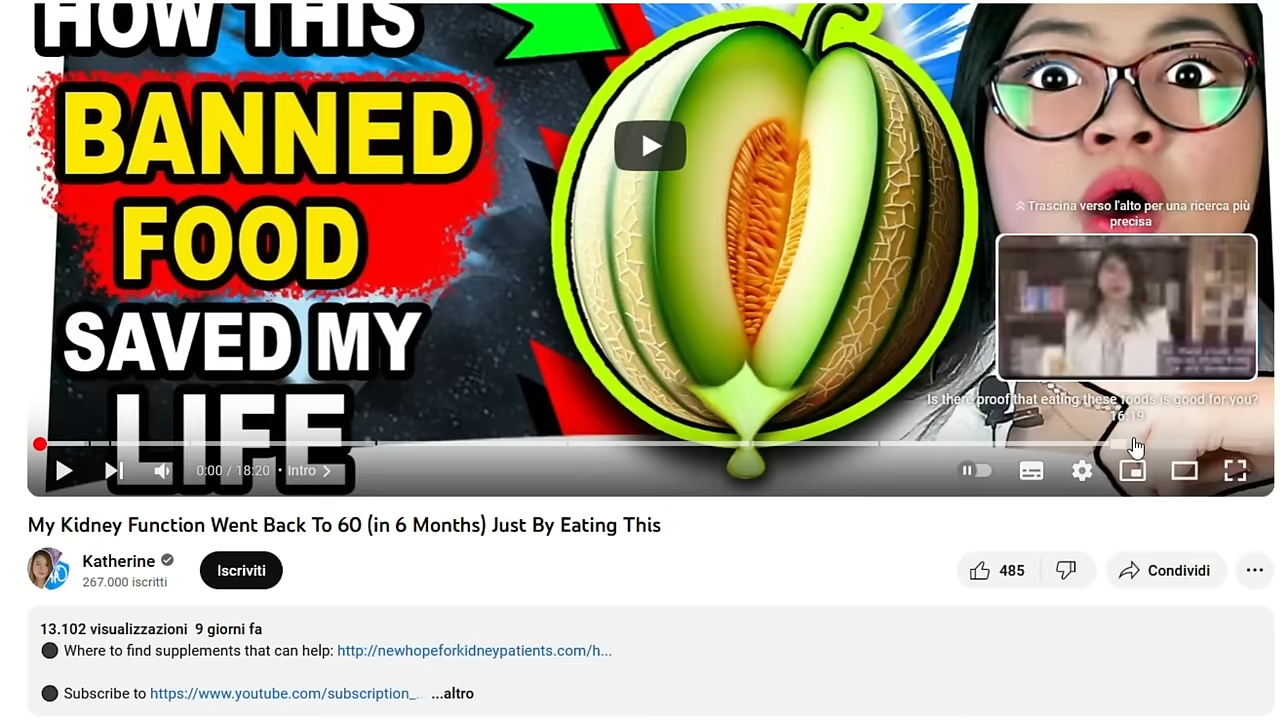 HOW THIS
BANNED
FOOD
SAVED MY
LIFE
Trascina verso l'alto per una ricerca più
precisa
Is there proof that eating these foods is good for you?
16:19
0:00 / 18:20 • Intro
My Kidney Function Went Back To 60 (in 6 Months) Just By Eating This
Katherine
267.000 iscritti
Iscriviti
485
Condividi
13.102 visualizzazioni 9 giorni fa
Where to find supplements that can help: http://newhopeforkidneypatients.com/h...
Subscribe to https://www.youtube.com/subscription_... ...altro